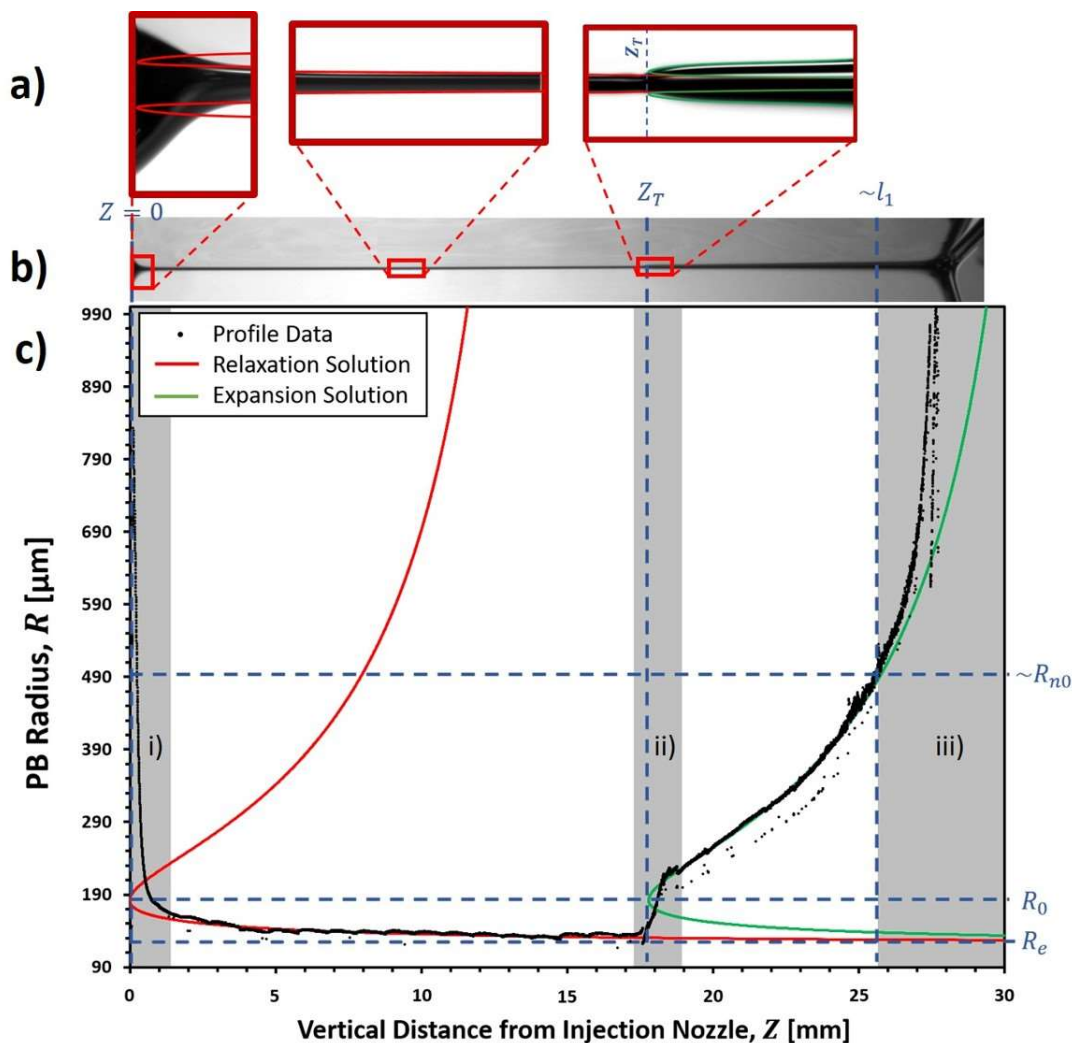 a)
Z_T
Z = 0
Z_T
~l_1
b)
c)
Profile Data
Relaxation Solution
Expansion Solution
990
890
790
690
590
490
390
290
190
90
PB Radius, R [µm]
i)
ii)
iii)
~R_{n0}
R_0
R_e
0
5
10
15
20
25
30
Vertical Distance from Injection Nozzle, Z [mm]